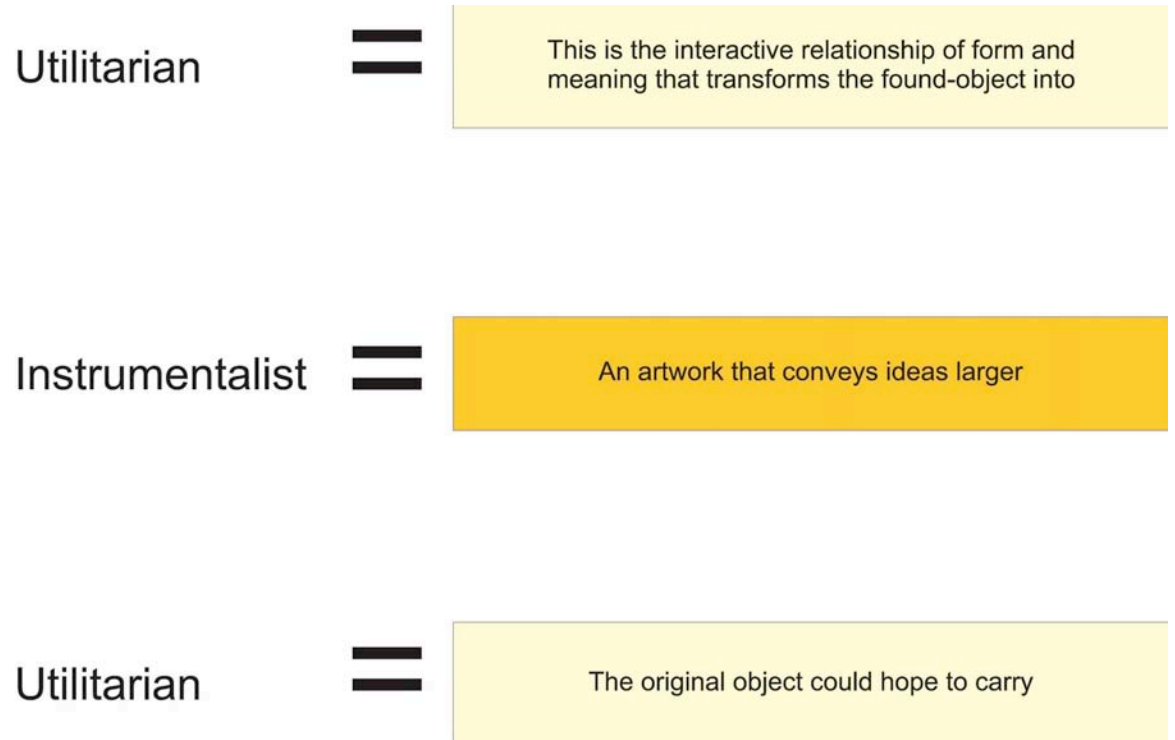 Utilitarian = This is the interactive relationship of form and
meaning that transforms the found-object into
Instrumentalist = An artwork that conveys ideas larger
Utilitarian = The original object could hope to carry